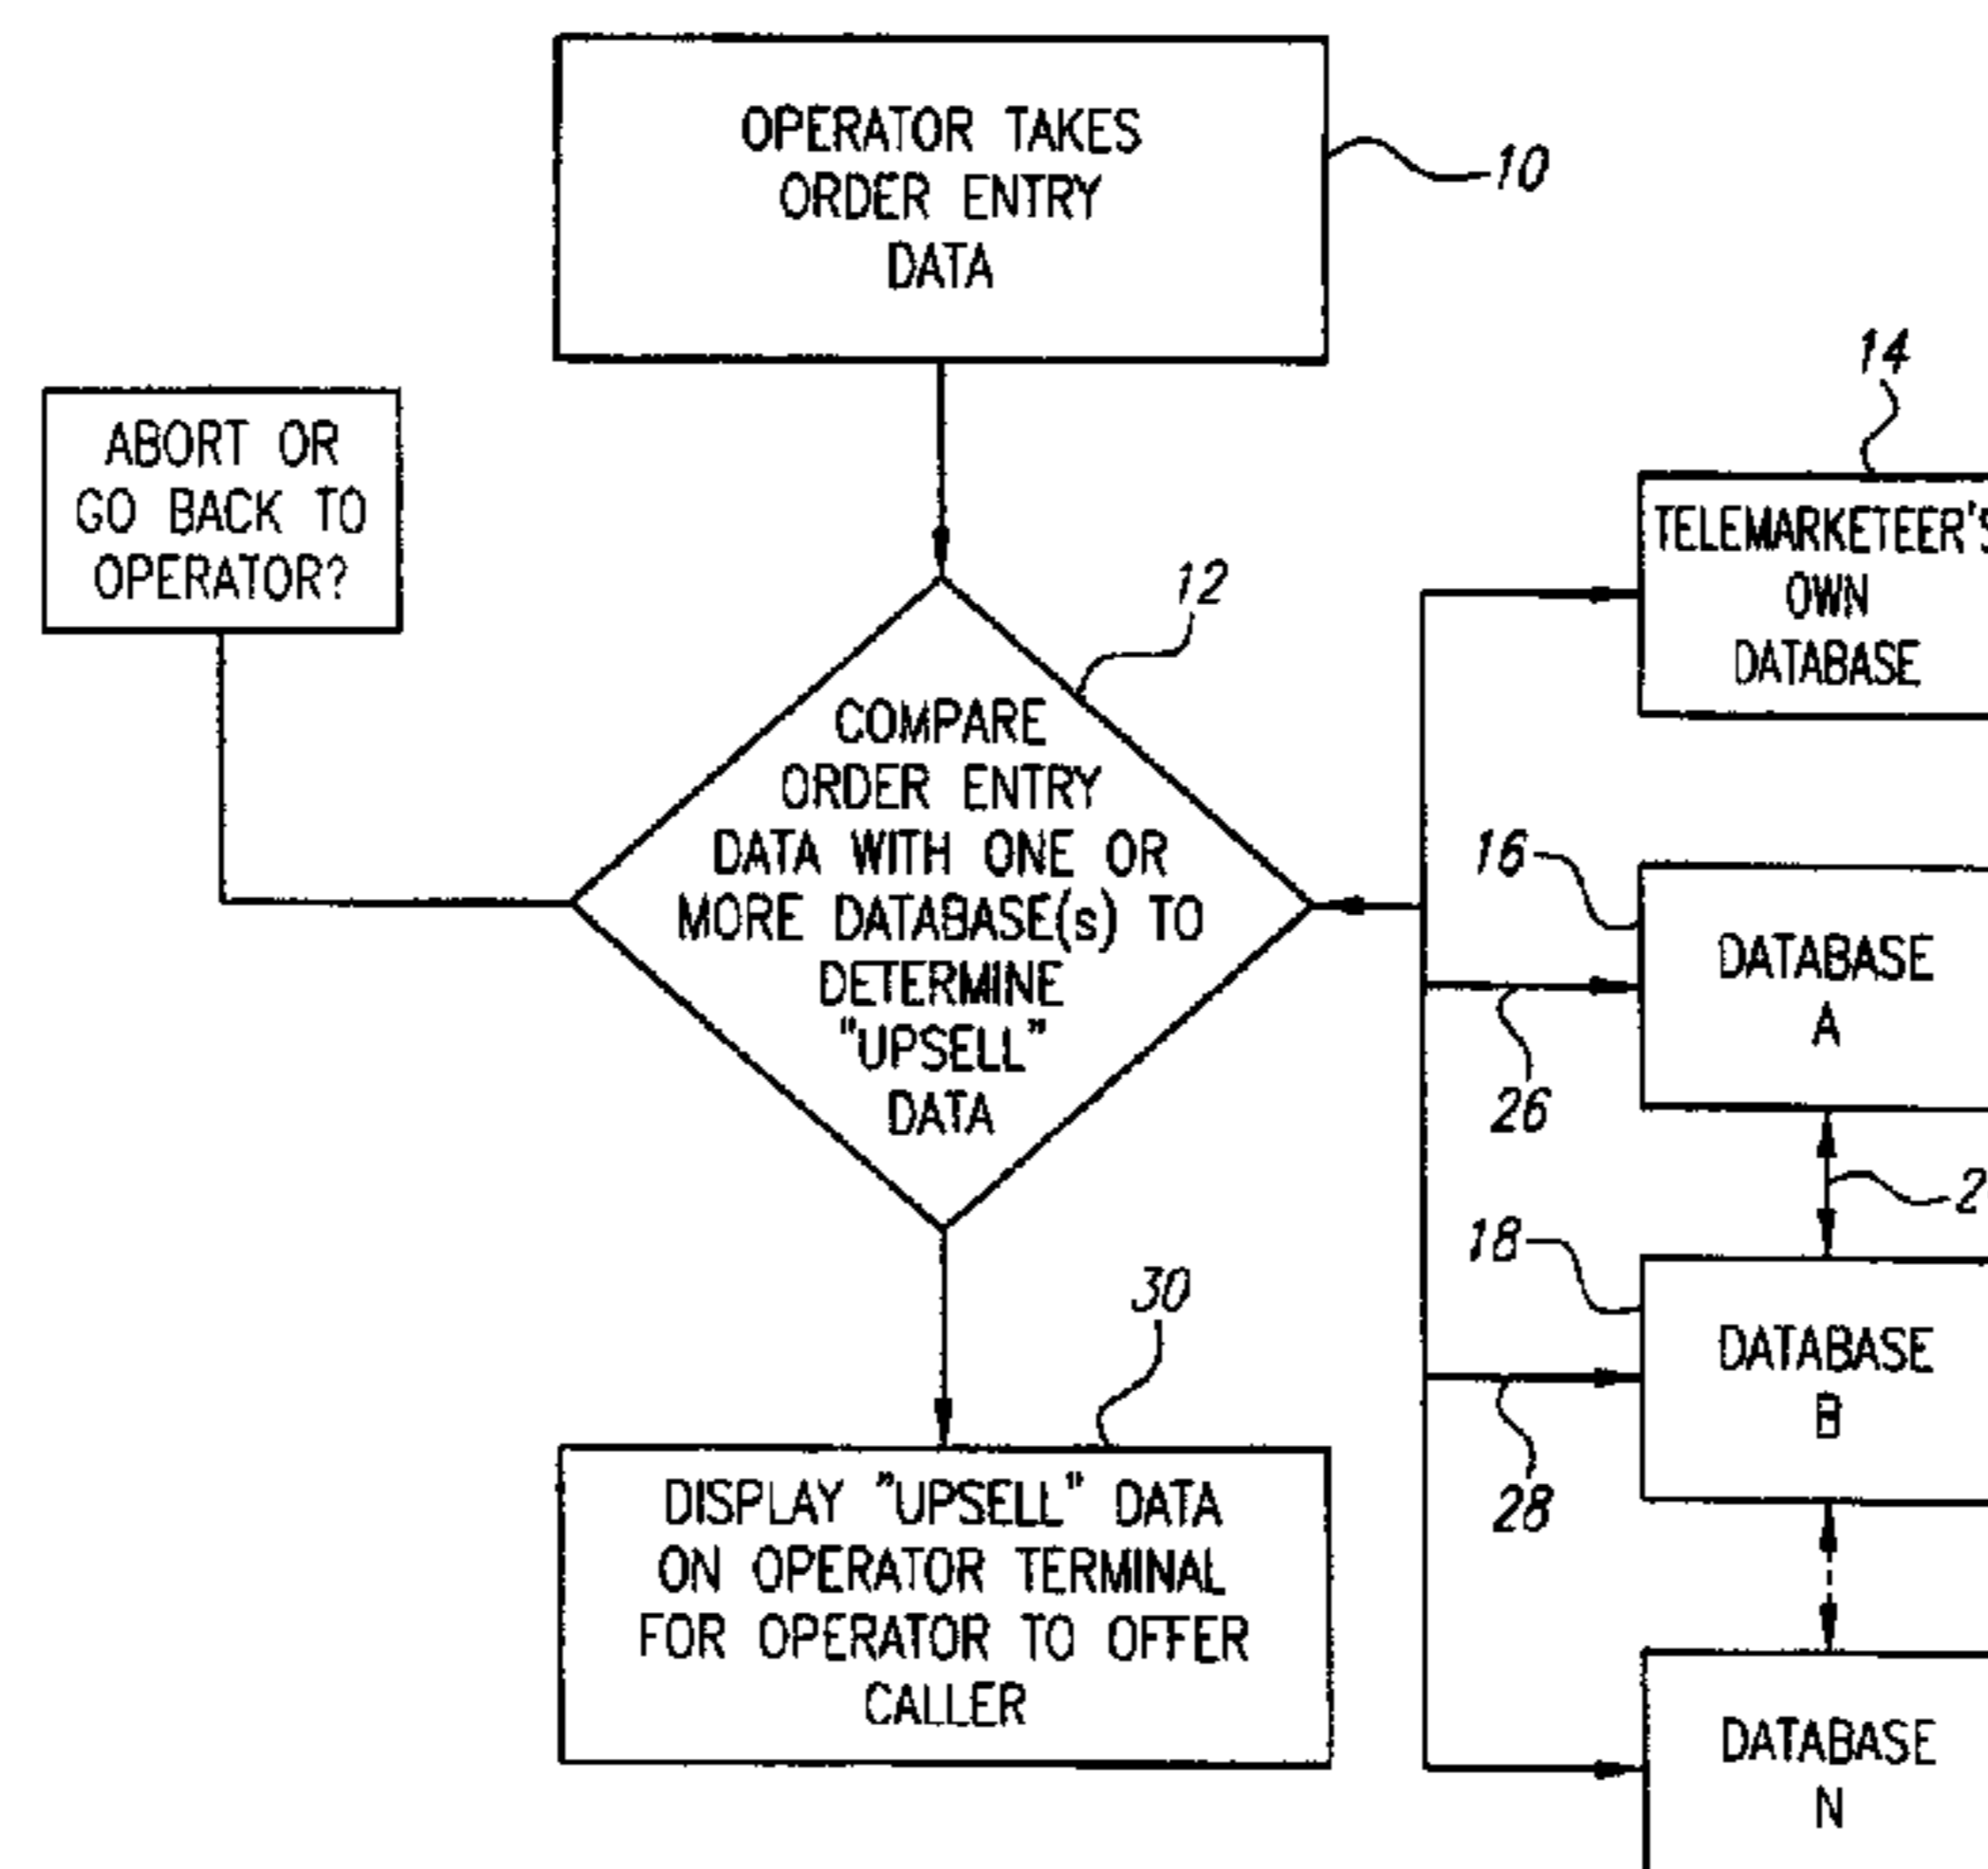 OPERATOR TAKES
ORDER ENTRY
DATA
10
ABORT OR
GO BACK TO
OPERATOR?
12
COMPARE
ORDER ENTRY
DATA WITH ONE OR
MORE DATABASE(s) TO
DETERMINE
"UPSELL"
DATA
14
TELEMARKETEER'S
OWN
DATABASE
16
DATABASE
A
26
18
DATABASE
B
28
30
DISPLAY "UPSELL" DATA
ON OPERATOR TERMINAL
FOR OPERATOR TO OFFER
CALLER
DATABASE
N